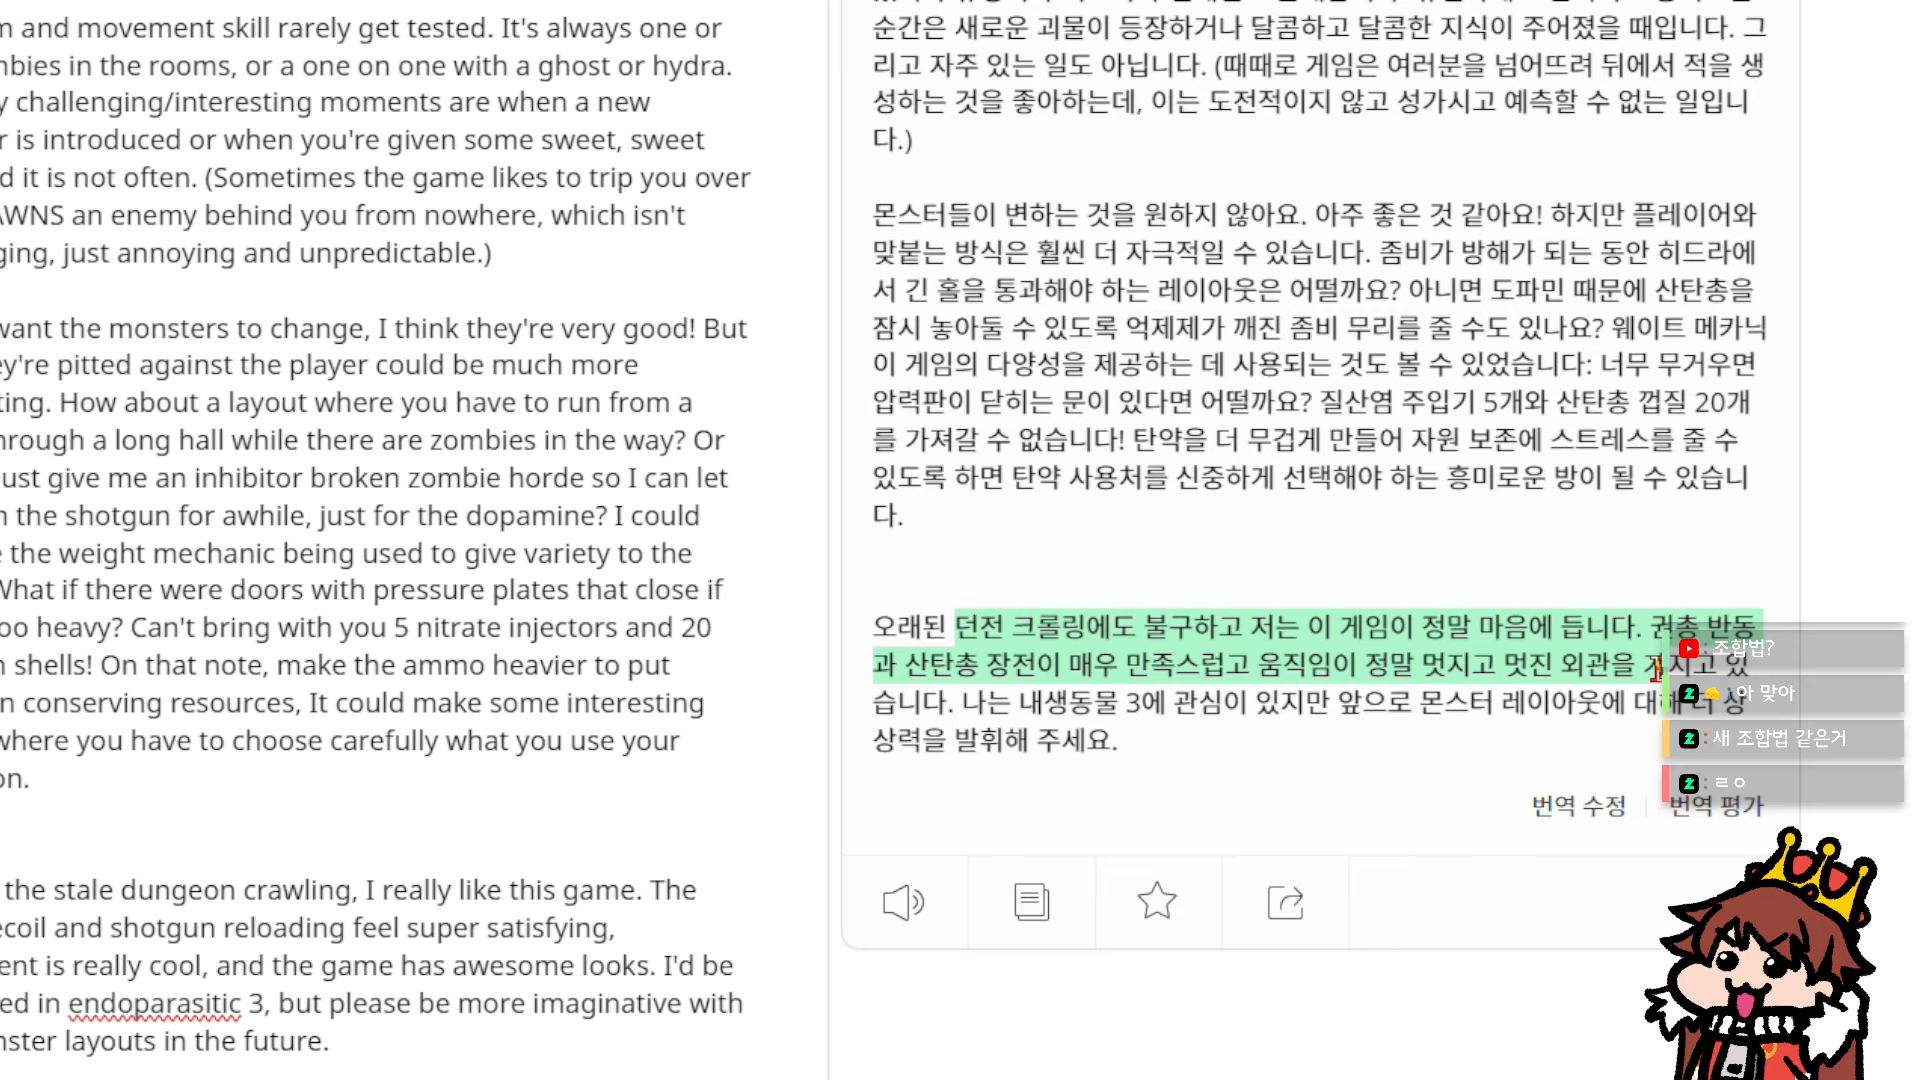 and movement skill rarely get tested. It's always one or
in the rooms, or a one on one with a ghost or hydra.
challenging/interesting moments are when a new
is introduced or when you're given some sweet, sweet
it is not often. (Sometimes the game likes to trip you over
an enemy behind you from nowhere, which isn't
just annoying and unpredictable.)
want the monsters to change, I think they're very good! But
pitted against the player could be much more
How about a layout where you have to run from a
through a long hall while there are zombies in the way? Or
just give me an inhibitor broken zombie horde so I can let
the shotgun for awhile, just for the dopamine? I could
the weight mechanic being used to give variety to the
What if there were doors with pressure plates that close if
too heavy? Can't bring with you 5 nitrate injectors and 20
shells! On that note, make the ammo heavier to put
conserving resources, It could make some interesting
where you have to choose carefully what you use your
the stale dungeon crawling, I really like this game. The
recoil and shotgun reloading feel super satisfying,
is really cool, and the game has awesome looks. I'd be
in endoparasitic 3, but please be more imaginative with
layouts in the future.
순간은 새로운 괴물이 등장하거나 달콤하고 달콤한 지식이 주어졌을 때입니다. 그
리고 자주 있는 일도 아닙니다. (때때로 게임은 여러분을 넘어뜨려 뒤에서 적을 생
성하는 것을 좋아하는데, 이는 도전적이지 않고 성가시고 예측할 수 없는 일입니
다.)
몬스터들이 변하는 것을 원하지 않아요. 아주 좋은 것 같아요! 하지만 플레이어와
맞붙는 방식은 훨씬 더 자극적일 수 있습니다. 좀비가 방해가 되는 동안 히드라에
서 긴 홀을 통과해야 하는 레이아웃은 어떨까요? 아니면 도파민 때문에 산탄총을
잠시 놓아둘 수 있도록 억제제가 깨진 좀비 무리를 줄 수도 있나요? 웨이트 메카닉
이 게임의 다양성을 제공하는 데 사용되는 것도 볼 수 있었습니다: 너무 무거우면
압력판이 닫히는 문이 있다면 어떨까요? 질산염 주입기 5개와 산탄총 껍질 20개
를 가져갈 수 없습니다! 탄약을 더 무겁게 만들어 자원 보존에 스트레스를 줄 수
있도록 하면 탄약 사용처를 신중하게 선택해야 하는 흥미로운 방이 될 수 있습니
다.
오래된 던전 크롤링에도 불구하고 저는 이 게임이 정말 마음에 듭니다. 권총 반동
과 산탄총 장전이 매우 만족스럽고 움직임이 정말 멋지고 멋진 외관을 가지고 있
습니다. 나는 내생동물 3에 관심이 있지만 앞으로 몬스터 레이아웃에 대해 더 상
상력을 발휘해 주세요.
번역 수정
번역 평가
: 조합법?
: 아 맞아
: 새 조합법 같은거
: ㄹㅇ